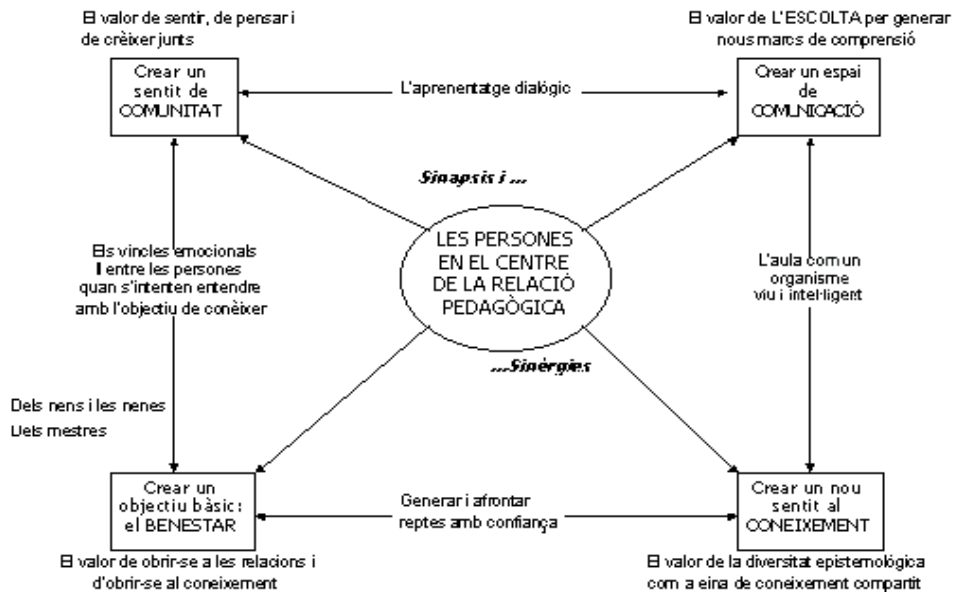 El valor de sentir, de pensar i
de crèixer junts
El valor de L'ESCOLTA per generar
nous marcs de comprensió
Crear un
sentit de
COMUNITAT
L'aprenentatge dialògic
Crear un espai
de
COMUNICACIÓ
Sinapsis i ...
LES PERSONES
EN EL CENTRE
DE LA RELACIÓ
PEDAGÒGICA
Els vincles emocionals
I entre les persones
quan s'intenten entendre
amb l'objectiu de conèixer
L'aula com un
organisme
viu i intel·ligent
...Sinèrgies
Dels nens i les nenes
Dels mestres
Crear un
objectiu bàsic:
el BENESTAR
Generar i afrontar
reptes amb confiança
Crear un nou
sentit al
CONEIXEMENT
El valor de obrir-se a les relacions i
d'obrir-se al coneixement
El valor de la diversitat epistemològica
com a eina de coneixement compartit